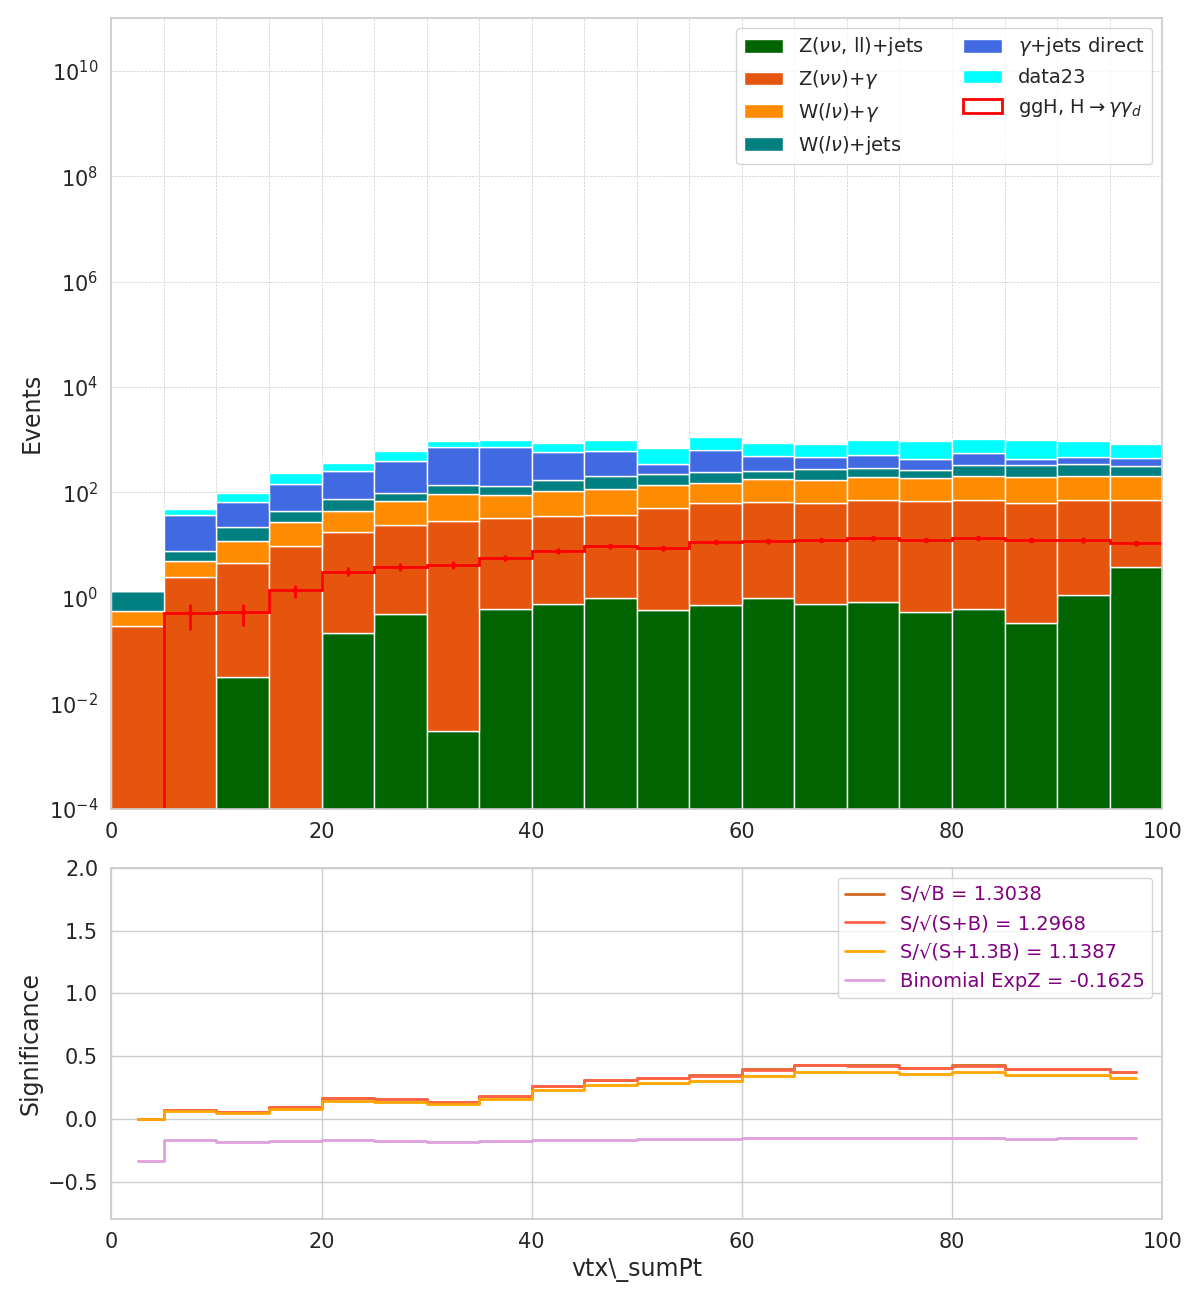 Z(νν, ll)+jets
Z(νν)+γ
W(lν)+γ
W(lν)+jets
γ+jets direct
data23
ggH, H→γγ_d
Events
10^10
10^8
10^6
10^4
10^2
10^0
10^−2
10^−4
0 20 40 60 80 100
S/√B = 1.3038
S/√(S+B) = 1.2968
S/√(S+1.3B) = 1.1387
Binomial ExpZ = -0.1625
Significance
2.0
1.5
1.0
0.5
0.0
−0.5
0 20 40 60 80 100
vtx\_sumPt